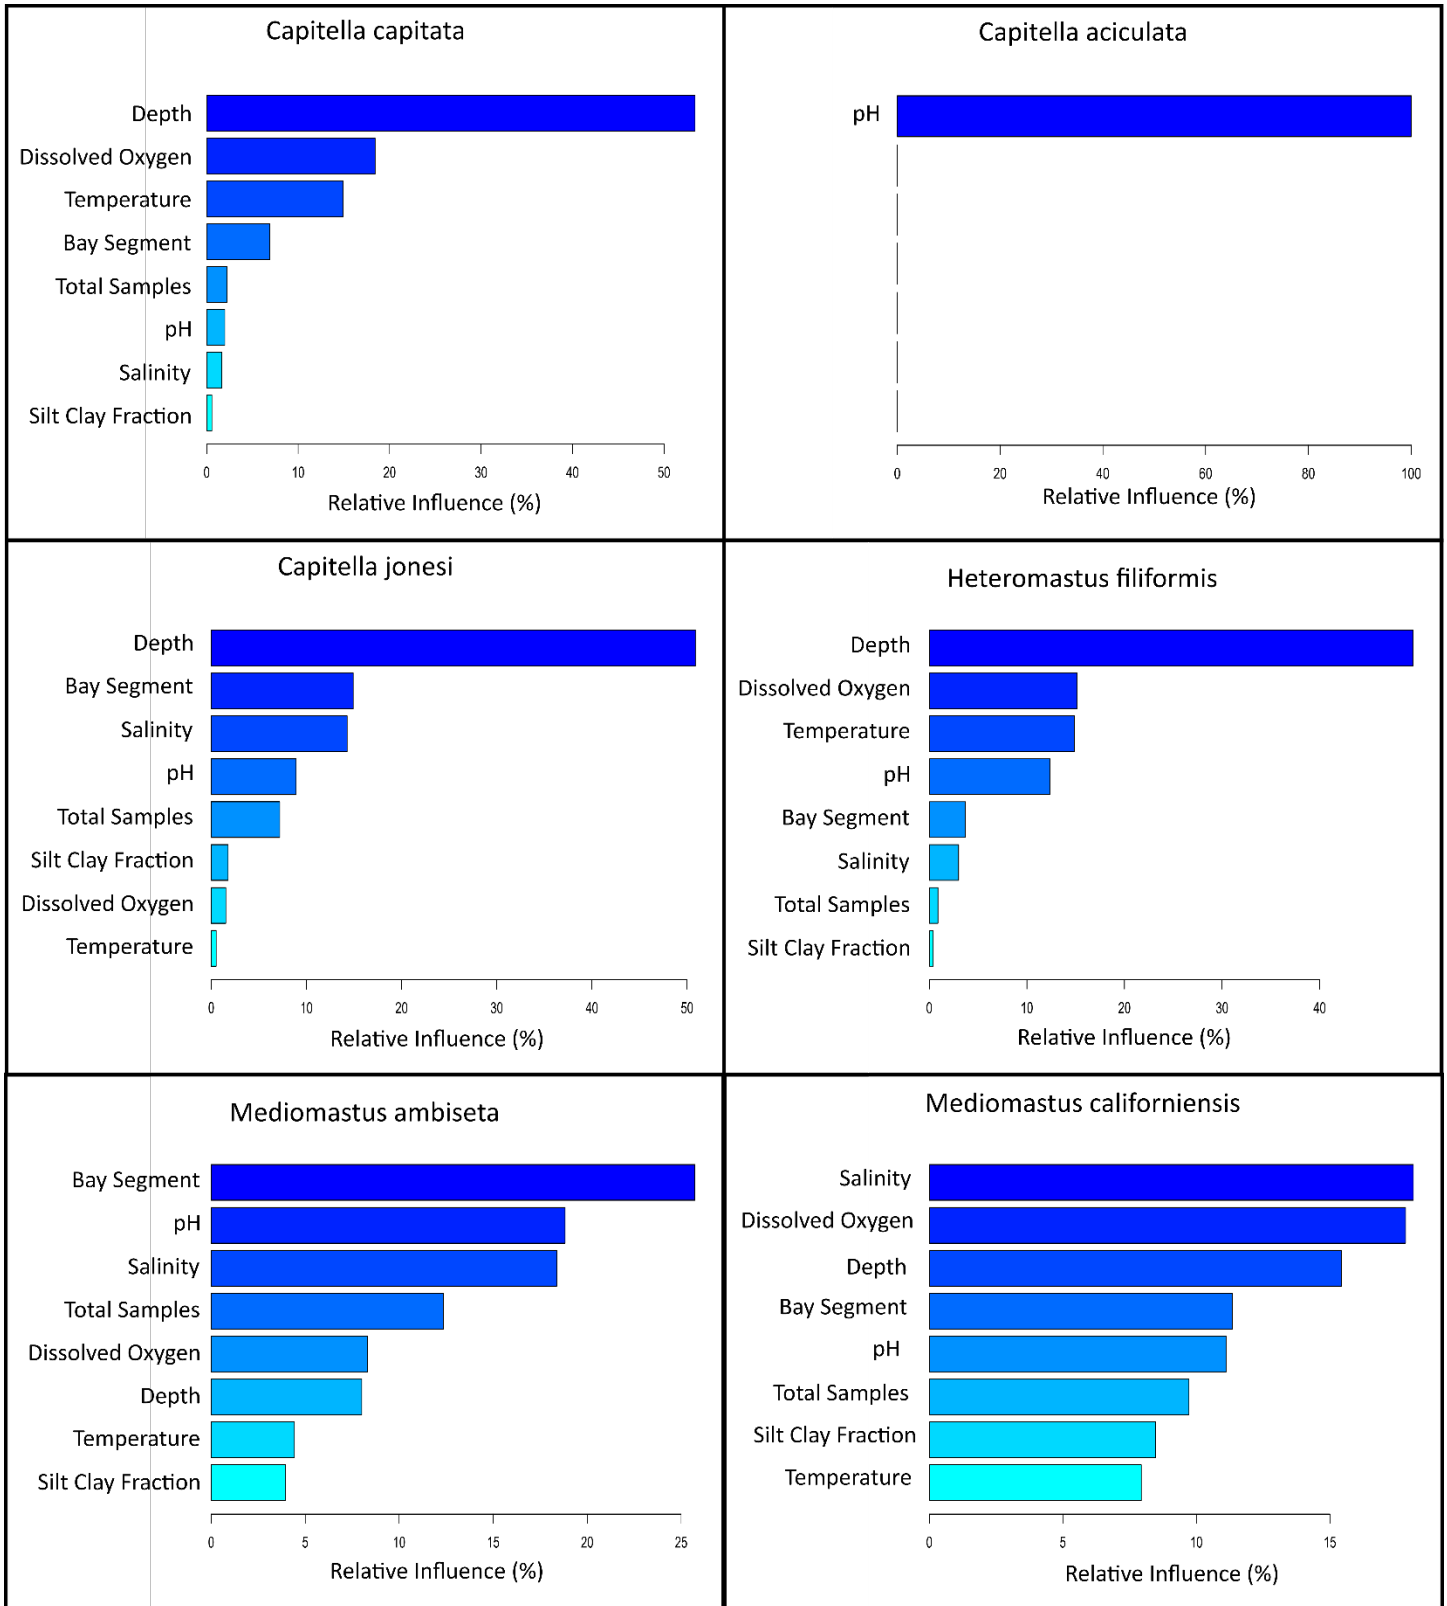 Capitella capitata
Depth
Dissolved Oxygen
Temperature
Bay Segment
Total Samples
pH
Salinity
Silt Clay Fraction
0 10 20 30 40 50
Relative Influence (%)
Capitella aciculata
pH
0 20 40 60 80 100
Relative Influence (%)
Capitella jonesi
Depth
Bay Segment
Salinity
pH
Total Samples
Silt Clay Fraction
Dissolved Oxygen
Temperature
0 10 20 30 40 50
Relative Influence (%)
Heteromastus filiformis
Depth
Dissolved Oxygen
Temperature
pH
Bay Segment
Salinity
Total Samples
Silt Clay Fraction
0 10 20 30 40
Relative Influence (%)
Mediomastus ambiseta
Bay Segment
pH
Salinity
Total Samples
Dissolved Oxygen
Depth
Temperature
Silt Clay Fraction
0 5 10 15 20 25
Relative Influence (%)
Mediomastus californiensis
Salinity
Dissolved Oxygen
Depth
Bay Segment
pH
Total Samples
Silt Clay Fraction
Temperature
0 5 10 15
Relative Influence (%)